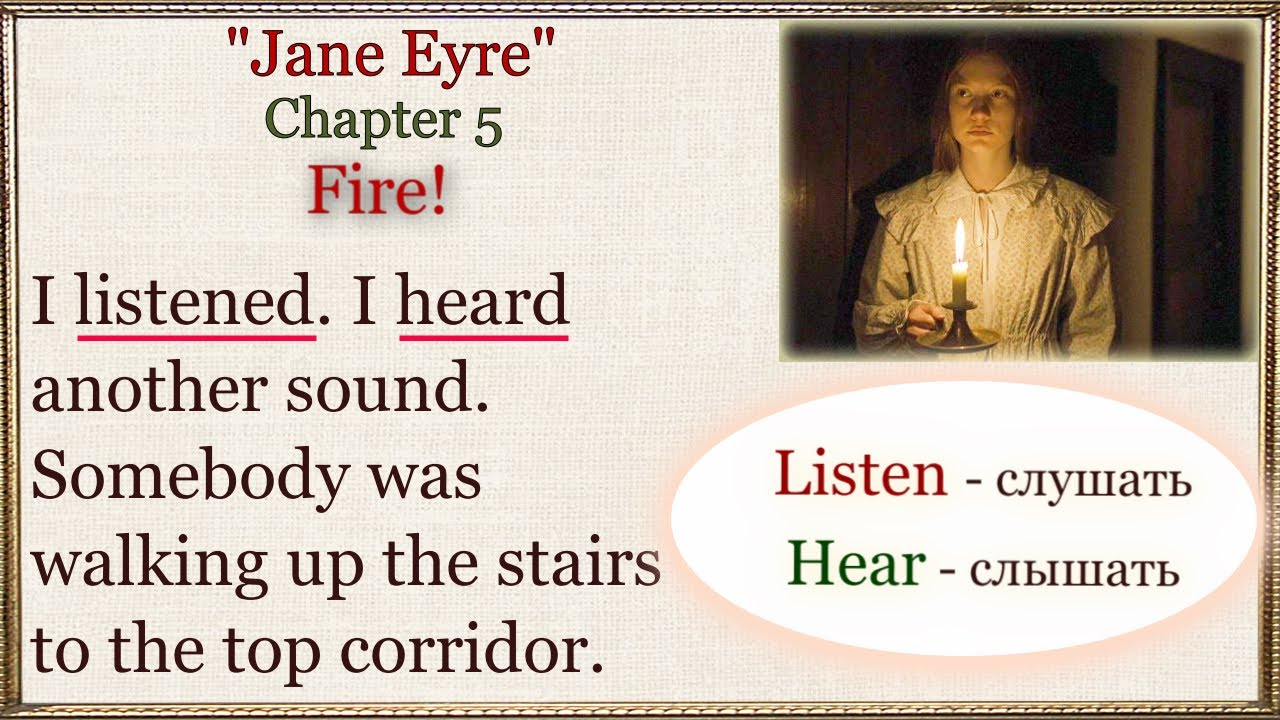 "Jane Eyre"
Chapter 5
Fire!
I listened. I heard
another sound.
Somebody was
walking up the stairs
to the top corridor.
Listen - слушать
Hear - слышать